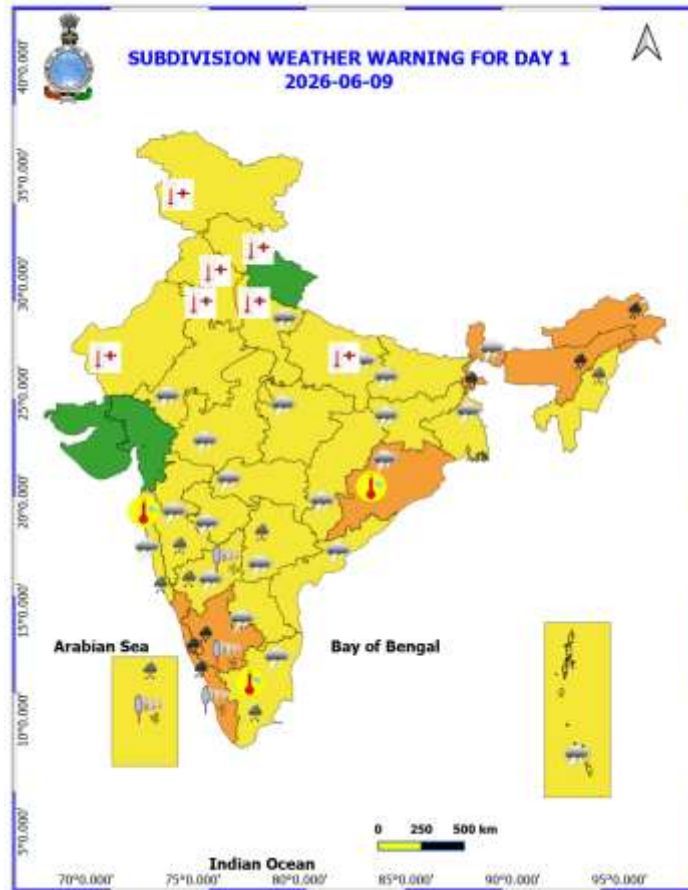 SUBDIVISION WEATHER WARNING FOR DAY 1
2026-06-09
40°0.000'
35°0.000'
30°0.000'
25°0.000'
20°0.000'
15°0.000'
10°0.000'
5°0.000'
Arabian Sea
Bay of Bengal
0 250 500 km
Indian Ocean
70°0.000' 75°0.000' 80°0.000' 85°0.000' 90°0.000' 95°0.000'